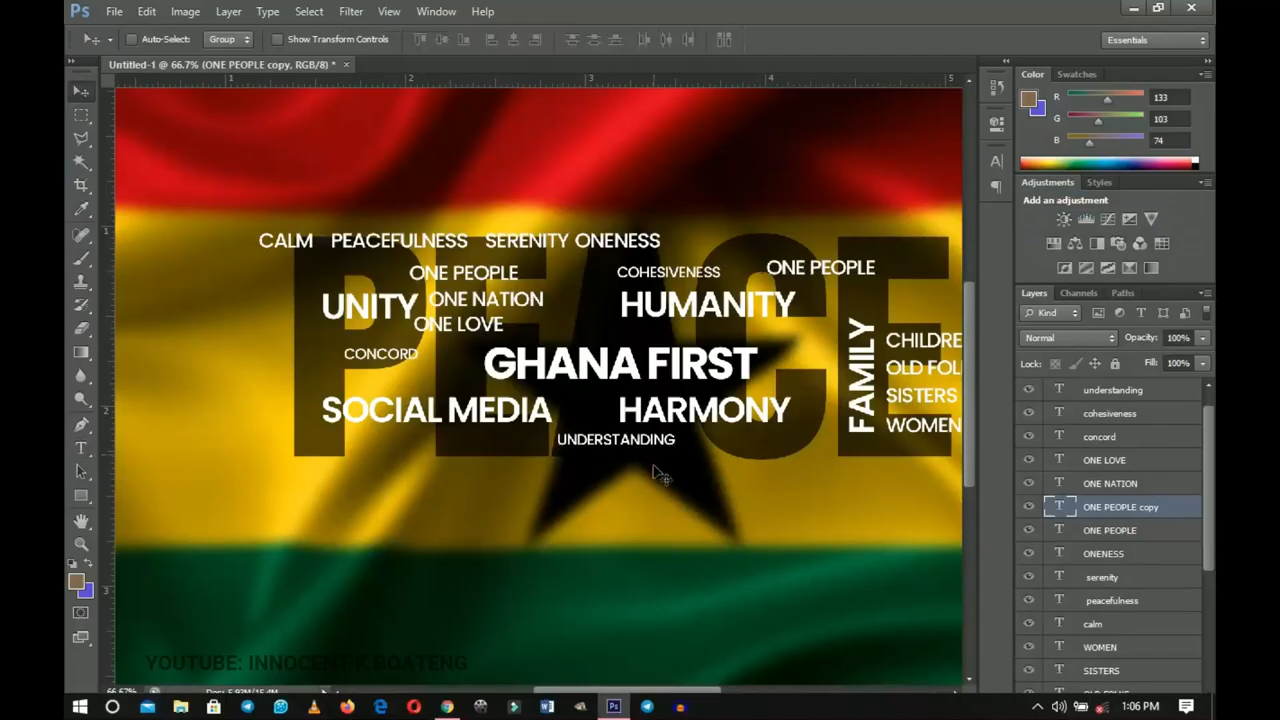 Ps File Edit Image Layer Type Select Filter View Window Help
Auto-Select: Group Show Transform Controls Essentials
Untitled-1 @ 66.7% (ONE PEOPLE copy, RGB/8) * ×
1 2 3 4 5
Color Swatches
R 133
G 103
B 74
Adjustments Styles
Add an adjustment
Layers Channels Paths
Kind
Normal Opacity: 100%
Lock: Fill: 100%
understanding
cohesiveness
concord
ONE LOVE
ONE NATION
ONE PEOPLE copy
ONE PEOPLE
ONENESS
serenity
peacefulness
calm
WOMEN
SISTERS
PEACE
CALM PEACEFULNESS SERENITY ONENESS
ONE PEOPLE COHESIVENESS ONE PEOPLE
UNITY ONE NATION HUMANITY
ONE LOVE
CONCORD GHANA FIRST
FAMILY
CHILDRE
OLD FOL
SISTERS
WOMEN
SOCIAL MEDIA HARMONY
UNDERSTANDING
YOUTUBE: INNOCENT K BOATENG
1:06 PM